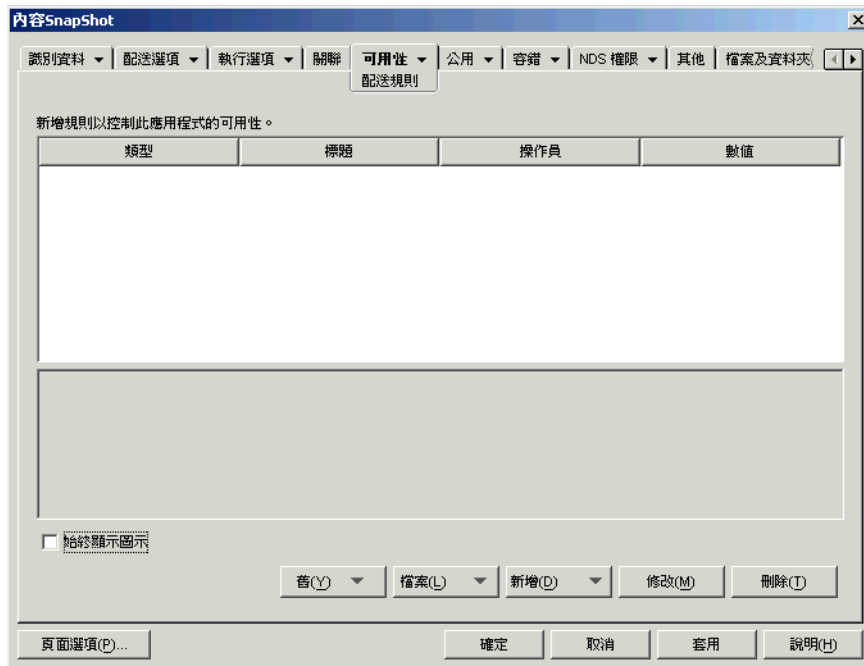 內容SnapShot
識別資料 配送選項 執行選項 關聯 可用性 公用 容錯 NDS 權限 其他 檔案及資料夾
配送規則
新增規則以控制此應用程式的可用性。
類型 標題 操作員 數值
始終顯示圖示
舊(Y) 檔案(L) 新增(D) 修改(M) 刪除(T)
頁面選項(P)... 確定 取消 套用 說明(H)